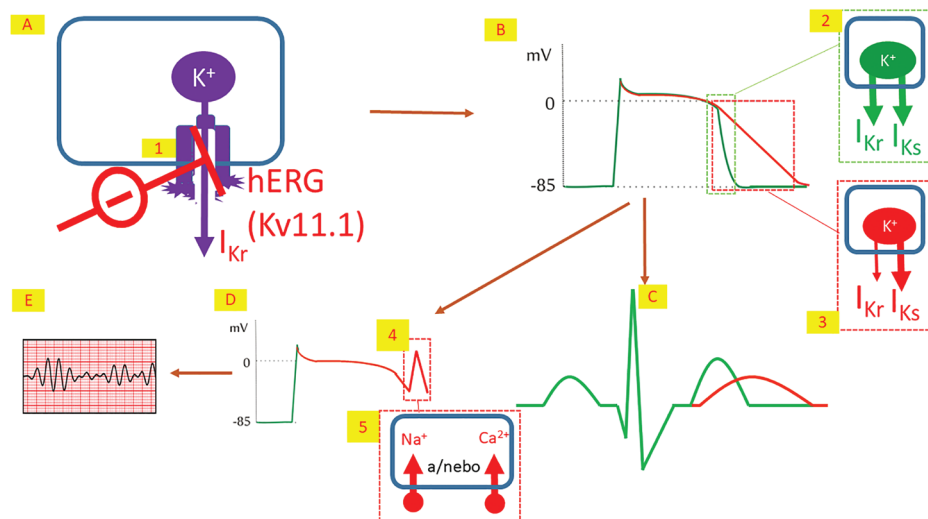 A
K+
1
hERG
(Kv11.1)
IKr
B
mV
0
-85
2
K+
IKr IKs
K+
IKr IKs
3
C
D
mV
0
-85
4
5
Na+ Ca2+
a/nebo
E